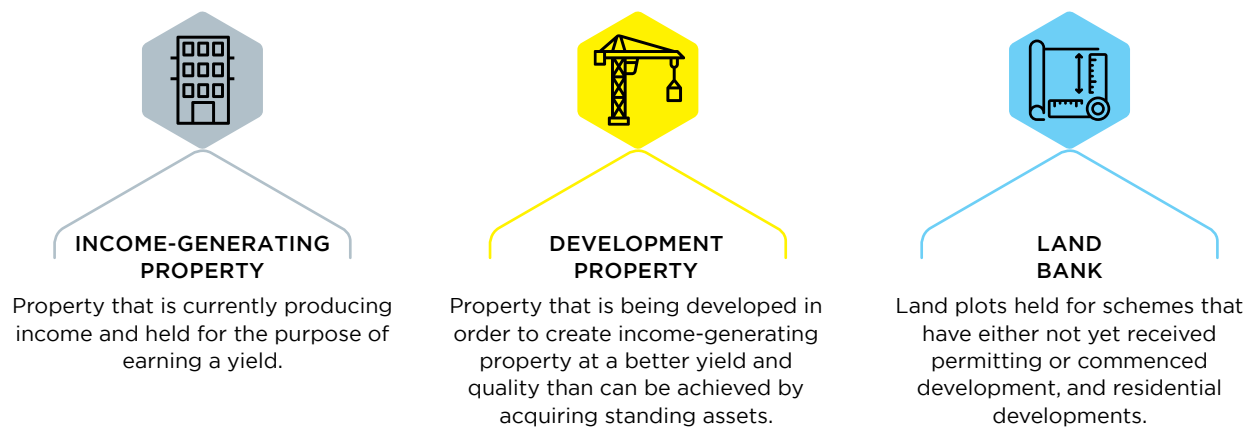 INCOME-GENERATING
PROPERTY
Property that is currently producing
income and held for the purpose of
earning a yield.
DEVELOPMENT
PROPERTY
Property that is being developed in
order to create income-generating
property at a better yield and
quality than can be achieved by
acquiring standing assets.
LAND
BANK
Land plots held for schemes that
have either not yet received
permitting or commenced
development, and residential
developments.